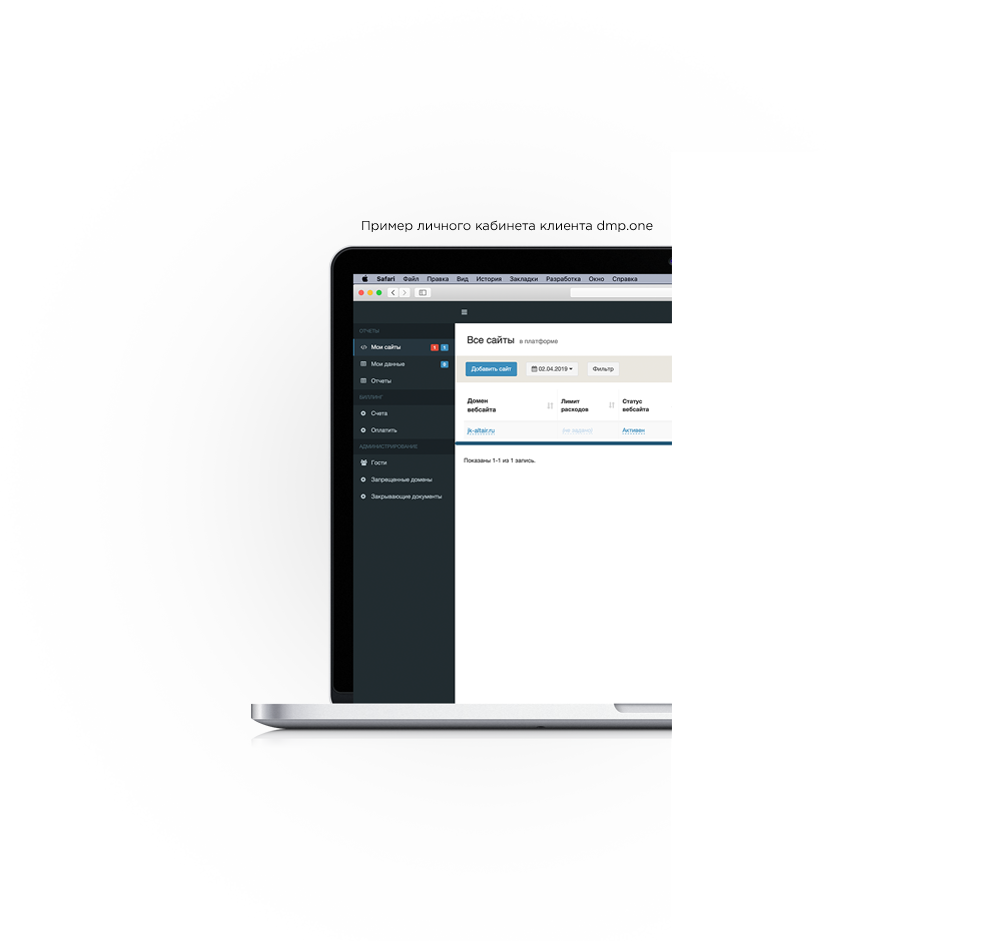 Пример личного кабинета клиента dmp.one
Safari Файл Правка Вид История Закладки Разработка Окно Справка
ОТЧЕТЫ
Мои сайты 1 1
Мои данные 2
Отчеты
БИЛЛИНГ
Счета
Оплатить
АДМИНИСТРИРОВАНИЕ
Гости
Запрещенные домены
Закрывающие документы
Все сайты в платформе
Добавить сайт 02.04.2019 Фильтр
Домен вебсайта
Лимит расходов
Статус вебсайта
jk-altair.ru (не задано) Активен
Показаны 1-1 из 1 запись.